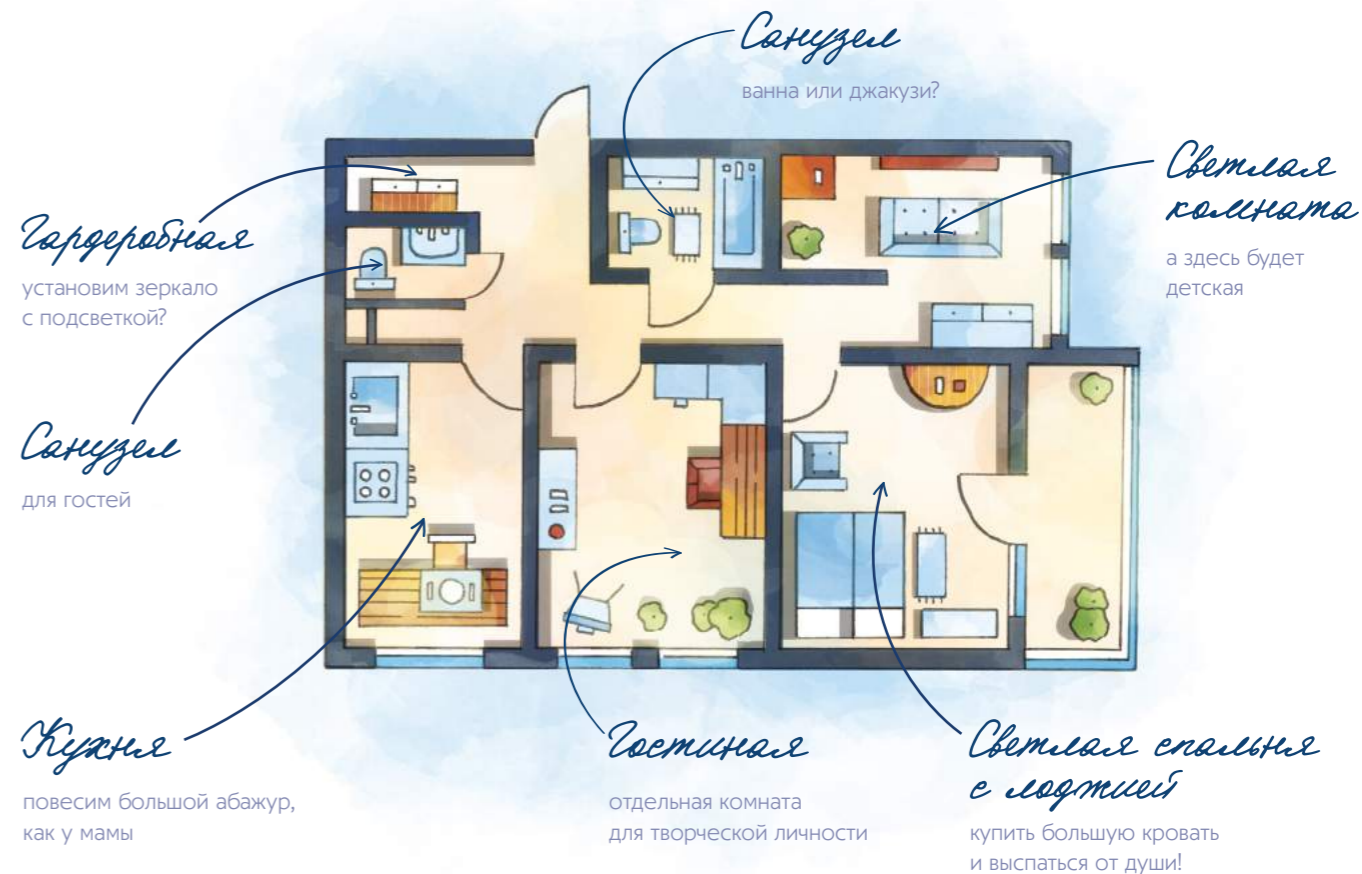 Санузел
ванна или джакузи?
Светлая
комната
а здесь будет
детская
Гардеробная
установим зеркало
с подсветкой?
Санузел
для гостей
Кухня
повесим большой абажур,
как у мамы
Гостиная
отдельная комната
для творческой личности
Светлая спальня
с лоджией
купить большую кровать
и выспаться от души!